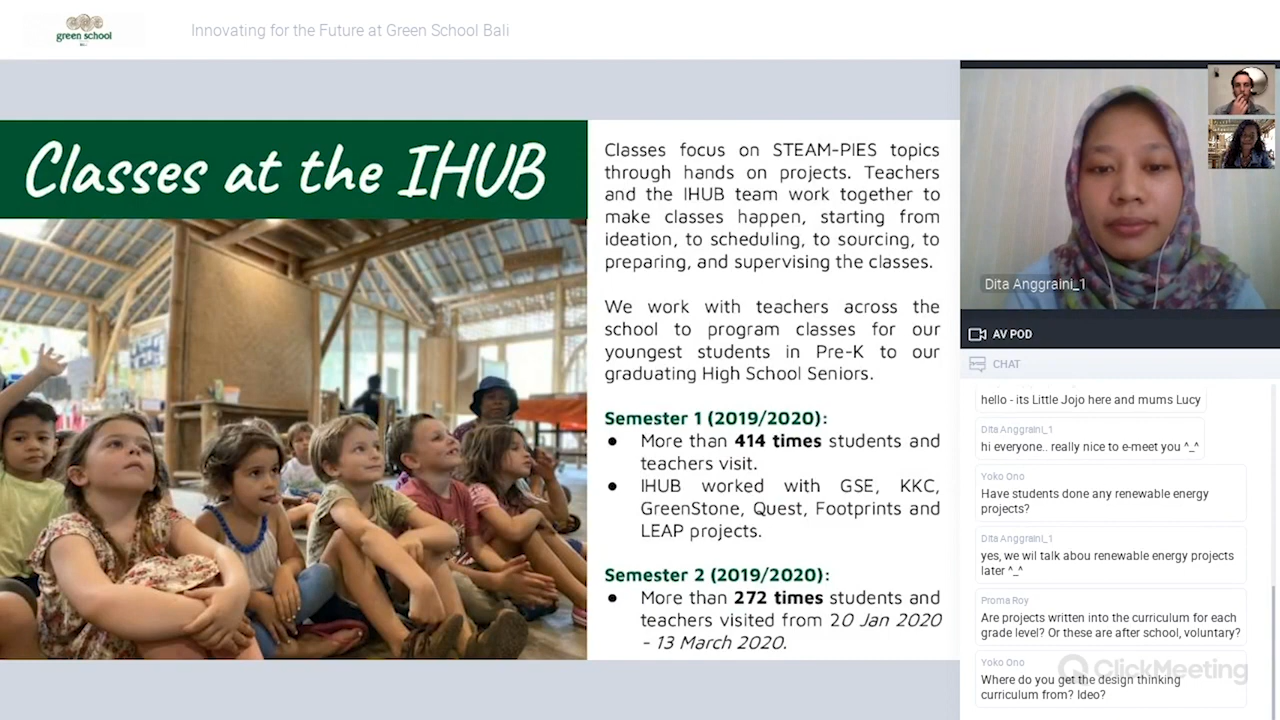 green school
Innovating for the Future at Green School Bali
Classes at the IHUB
Classes focus on STEAM-PIES topics
through hands on projects. Teachers
and the IHUB team work together to
make classes happen, starting from
ideation, to scheduling, to sourcing, to
preparing, and supervising the classes.
We work with teachers across the
school to program classes for our
youngest students in Pre-K to our
graduating High School Seniors.
Semester 1 (2019/2020):
● More than 414 times students and
teachers visit.
● IHUB worked with GSE, KKC,
GreenStone, Quest, Footprints and
LEAP projects.
Semester 2 (2019/2020):
● More than 272 times students and
teachers visited from 20 Jan 2020
- 13 March 2020.
Dita Anggraini_1
AV POD
CHAT
hello - its Little Jojo here and mums Lucy
Dita Anggraini_1
hi everyone.. really nice to e-meet you ^_^
Yoko Ono
Have students done any renewable energy
projects?
Dita Anggraini_1
yes, we wil talk abou renewable energy projects
later ^_^
Proma Roy
Are projects written into the curriculum for each
grade level? Or these are after school, voluntary?
Yoko Ono
Where do you get the design thinking
curriculum from? Ideo?
ClickMeeting